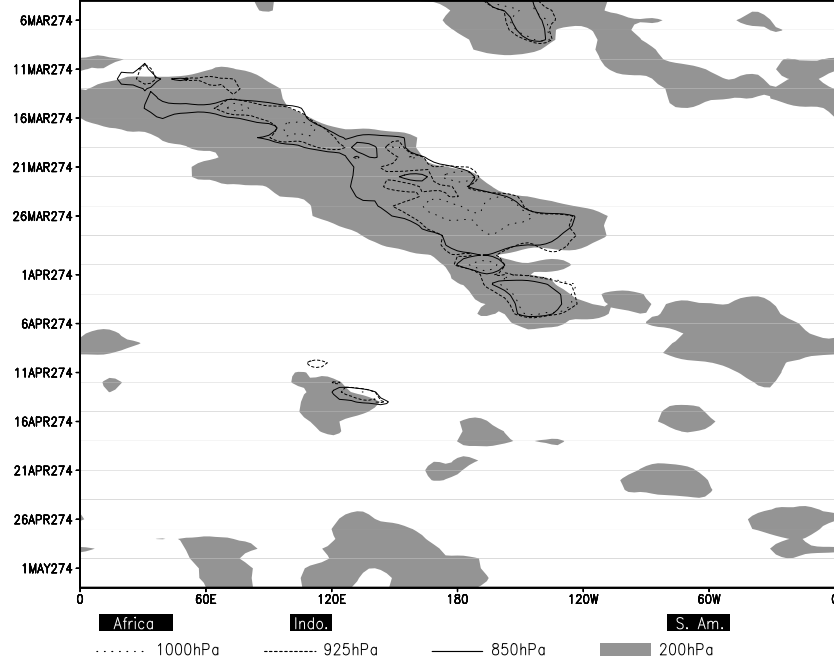 6MAR274
11MAR274
16MAR274
21MAR274
26MAR274
1APR274
6APR274
11APR274
16APR274
21APR274
26APR274
1MAY274
0 60E 120E 180 120W 60W 0
Africa Indo. S. Am.
1000hPa 925hPa 850hPa 200hPa